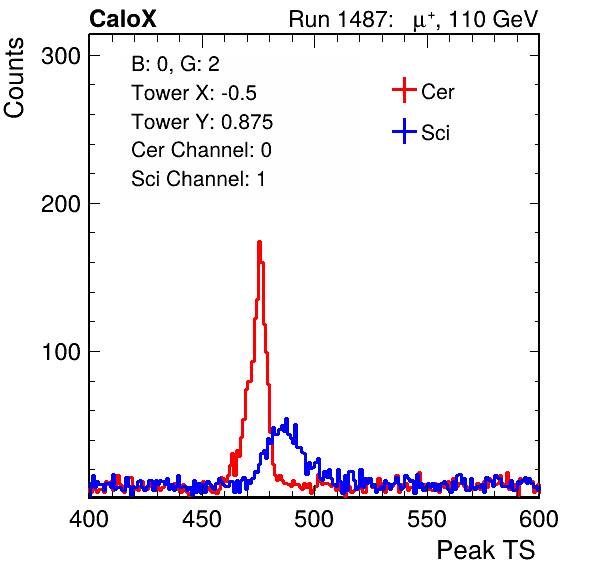 CaloX Run 1487: μ⁺, 110 GeV
Counts
B: 0, G: 2
Tower X: -0.5
Tower Y: 0.875
Cer Channel: 0
Sci Channel: 1
Cer
Sci
300
200
100
400 450 500 550 600
Peak TS